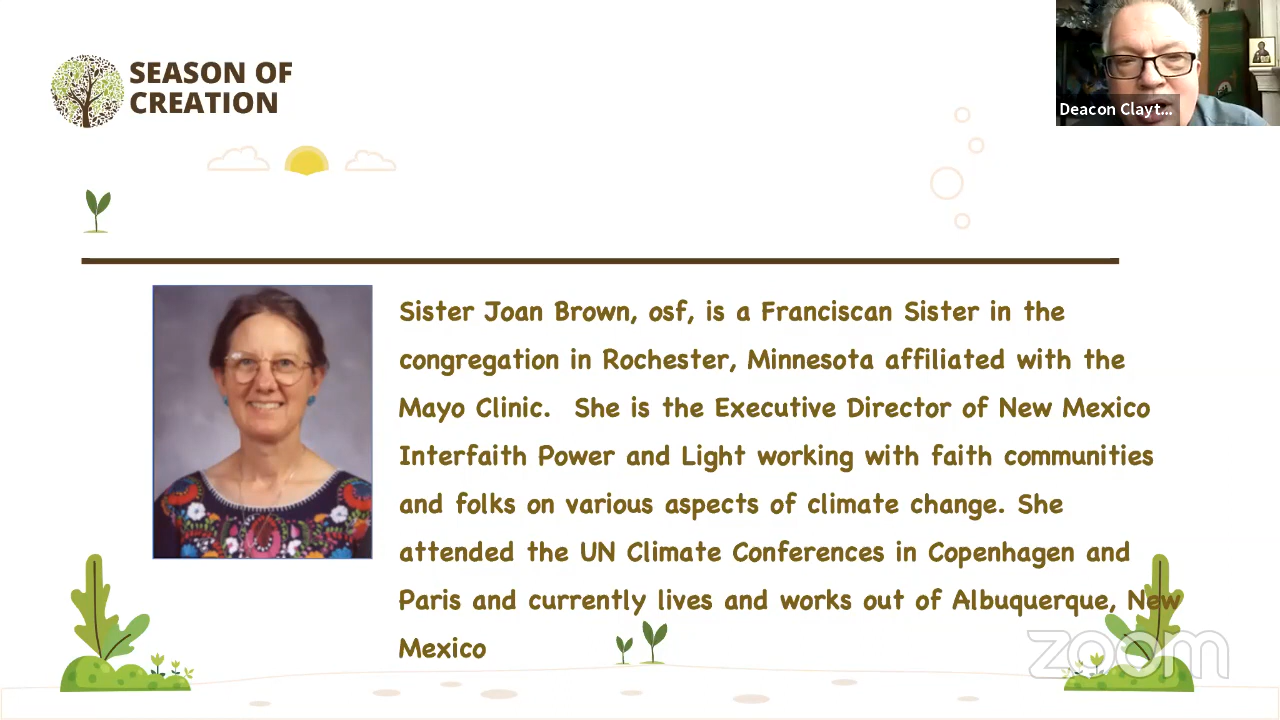 SEASON OF
CREATION
Deacon Clayt...
Sister Joan Brown, osf, is a Franciscan Sister in the
congregation in Rochester, Minnesota affiliated with the
Mayo Clinic. She is the Executive Director of New Mexico
Interfaith Power and Light working with faith communities
and folks on various aspects of climate change. She
attended the UN Climate Conferences in Copenhagen and
Paris and currently lives and works out of Albuquerque, New
Mexico
zoom